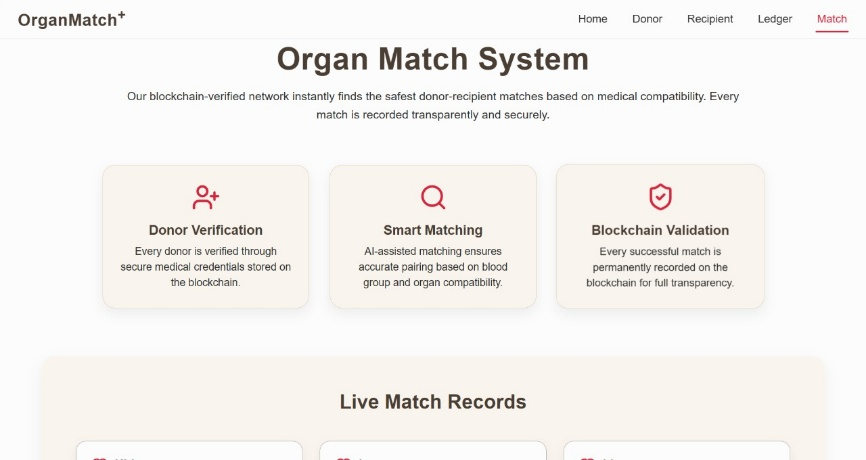 OrganMatch+
Home Donor Recipient Ledger Match
Organ Match System
Our blockchain-verified network instantly finds the safest donor-recipient matches based on medical compatibility. Every
match is recorded transparently and securely.
Donor Verification
Every donor is verified through
secure medical credentials stored on
the blockchain.
Smart Matching
AI-assisted matching ensures
accurate pairing based on blood
group and organ compatibility.
Blockchain Validation
Every successful match is
permanently recorded on the
blockchain for full transparency.
Live Match Records